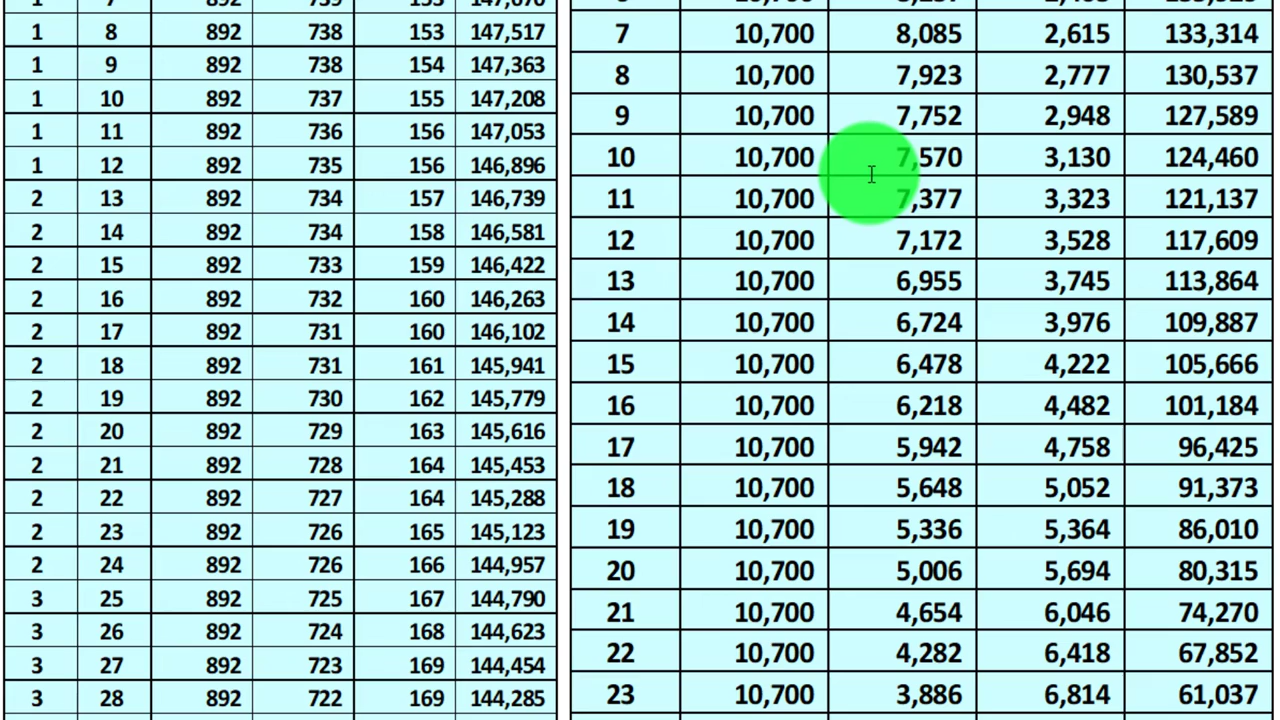 1 7 892 739 153 147,670
1 8 892 738 153 147,517
1 9 892 738 154 147,363
1 10 892 737 155 147,208
1 11 892 736 156 147,053
1 12 892 735 156 146,896
2 13 892 734 157 146,739
2 14 892 734 158 146,581
2 15 892 733 159 146,422
2 16 892 732 160 146,263
2 17 892 731 160 146,102
2 18 892 731 161 145,941
2 19 892 730 162 145,779
2 20 892 729 163 145,616
2 21 892 728 164 145,453
2 22 892 727 164 145,288
2 23 892 726 165 145,123
2 24 892 726 166 144,957
3 25 892 725 167 144,790
3 26 892 724 168 144,623
3 27 892 723 169 144,454
3 28 892 722 169 144,285
7 10,700 8,085 2,615 133,314
8 10,700 7,923 2,777 130,537
9 10,700 7,752 2,948 127,589
10 10,700 7,570 3,130 124,460
11 10,700 7,377 3,323 121,137
12 10,700 7,172 3,528 117,609
13 10,700 6,955 3,745 113,864
14 10,700 6,724 3,976 109,887
15 10,700 6,478 4,222 105,666
16 10,700 6,218 4,482 101,184
17 10,700 5,942 4,758 96,425
18 10,700 5,648 5,052 91,373
19 10,700 5,336 5,364 86,010
20 10,700 5,006 5,694 80,315
21 10,700 4,654 6,046 74,270
22 10,700 4,282 6,418 67,852
23 10,700 3,886 6,814 61,037